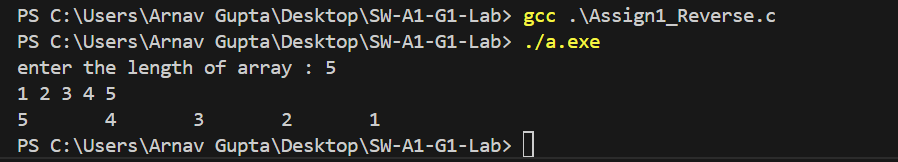 PS C:\Users\Arnav Gupta\Desktop\SW-A1-G1-Lab> gcc .\Assign1_Reverse.c
PS C:\Users\Arnav Gupta\Desktop\SW-A1-G1-Lab> ./a.exe
enter the length of array : 5
1 2 3 4 5
5       4       3       2       1
PS C:\Users\Arnav Gupta\Desktop\SW-A1-G1-Lab>